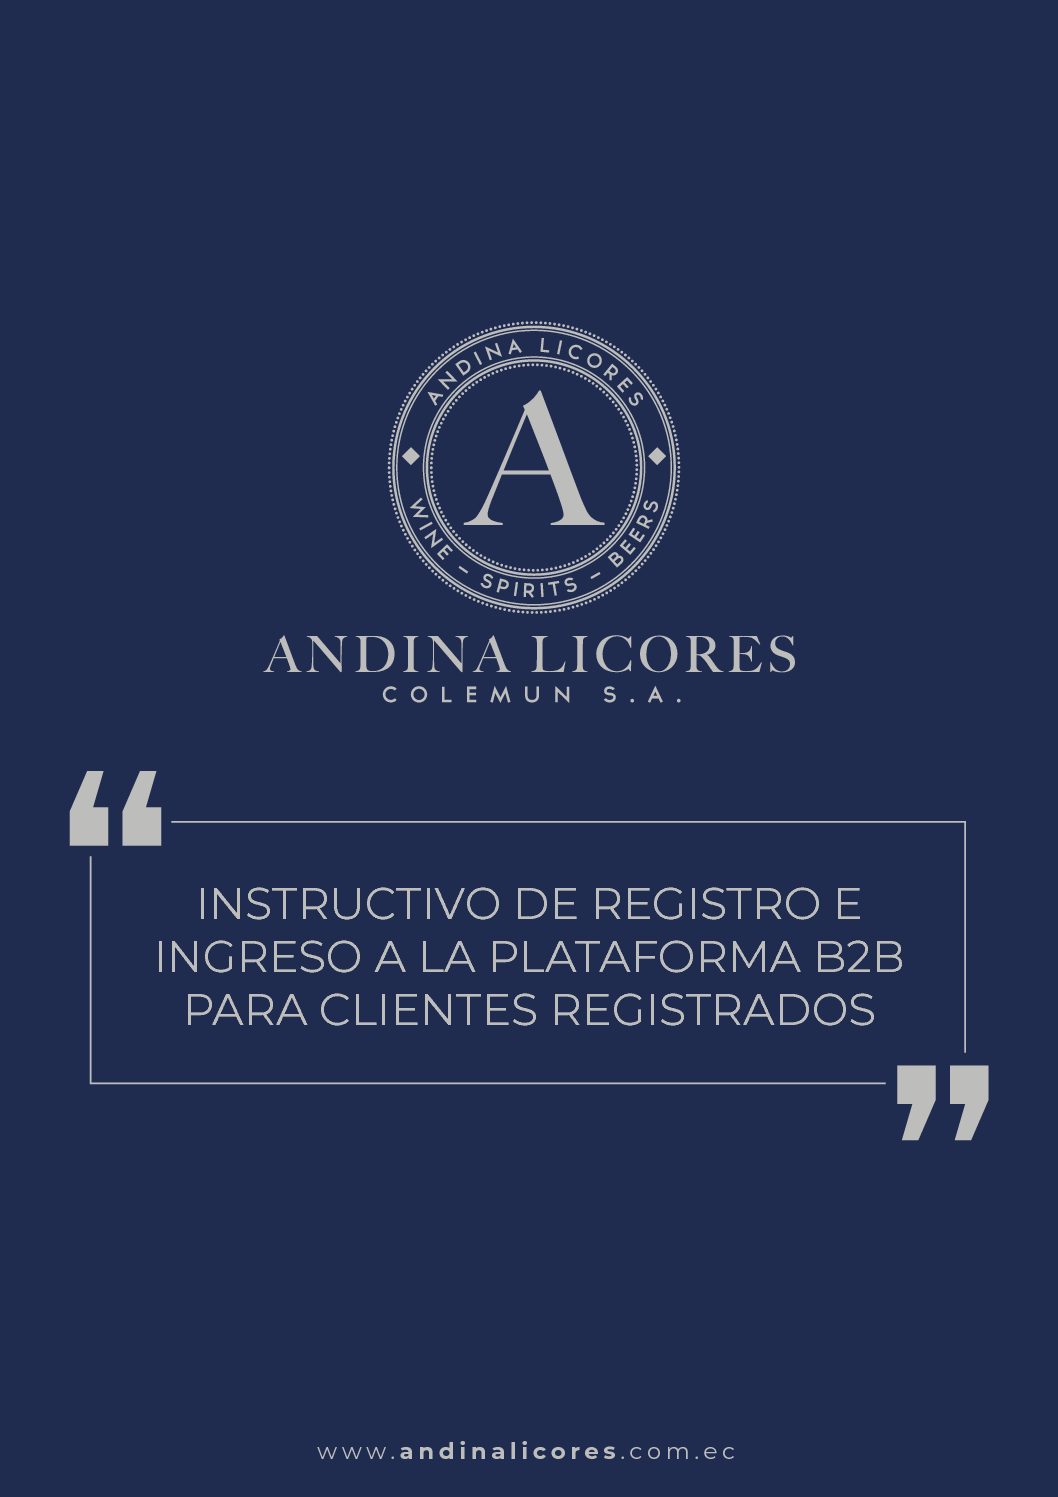 ANDINA LICORES
A
WINE – SPIRITS – BEERS
ANDINA LICORES
COLEMUN S.A.
“
INSTRUCTIVO DE REGISTRO E
INGRESO A LA PLATAFORMA B2B
PARA CLIENTES REGISTRADOS
”
www.andinalicores.com.ec